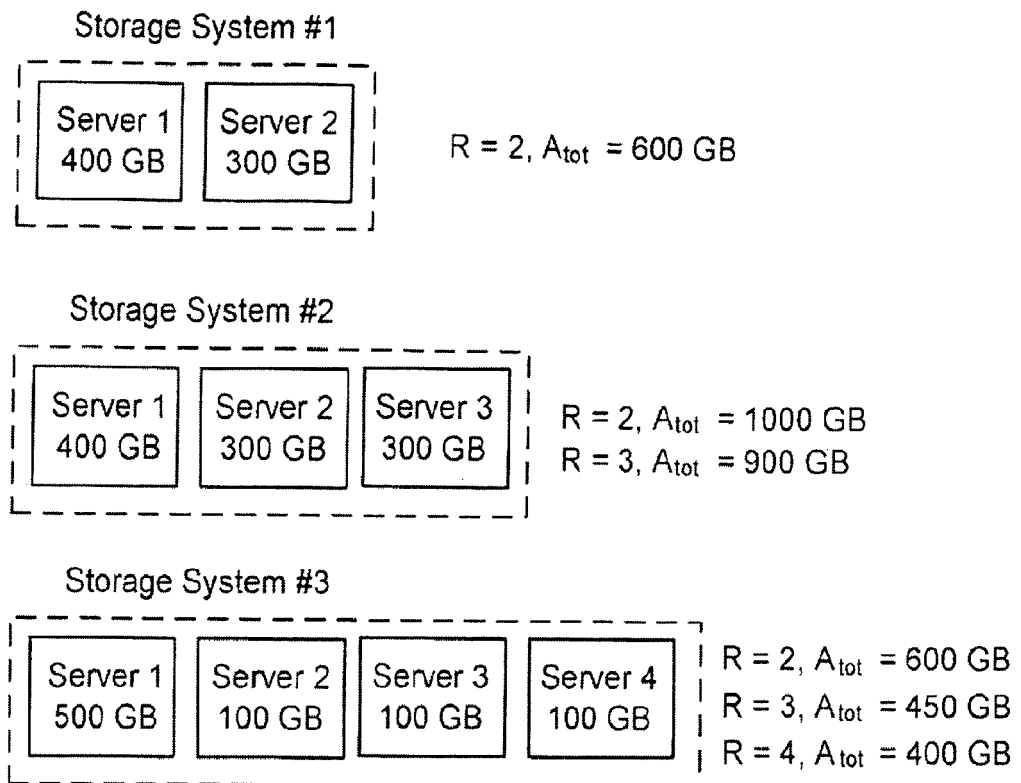 Storage System #1
Server 1
400 GB
Server 2
300 GB
R = 2, Atot = 600 GB
Storage System #2
Server 1
400 GB
Server 2
300 GB
Server 3
300 GB
R = 2, Atot = 1000 GB
R = 3, Atot = 900 GB
Storage System #3
Server 1
500 GB
Server 2
100 GB
Server 3
100 GB
Server 4
100 GB
R = 2, Atot = 600 GB
R = 3, Atot = 450 GB
R = 4, Atot = 400 GB